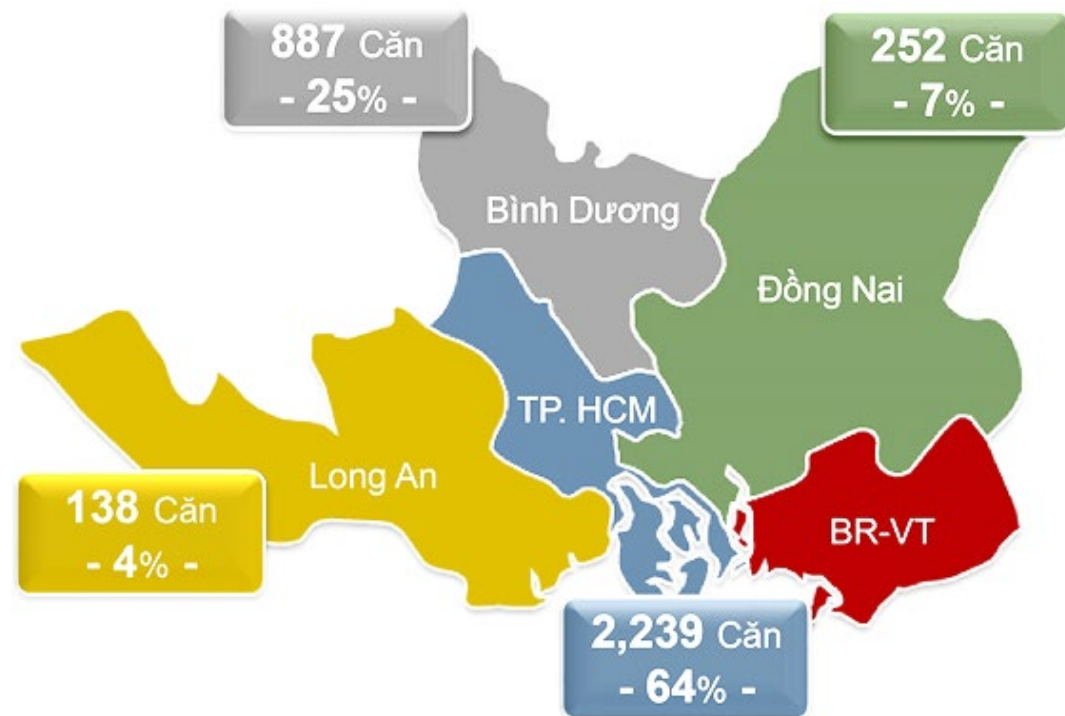 887 Căn
- 25% -
252 Căn
- 7% -
Bình Dương
Đồng Nai
TP. HCM
Long An
138 Căn
- 4% -
BR-VT
2,239 Căn
- 64% -